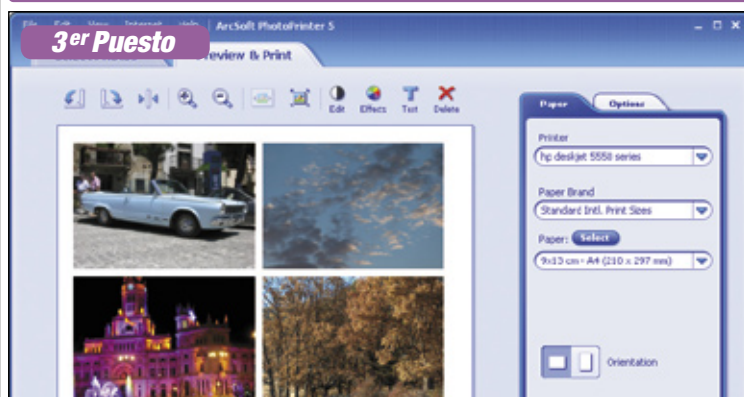 File Edit View Internet Help ArcSoft PhotoPrinter 5
3er Puesto
Preview & Print
Edit Effects Text Delete
Paper Options
Printer
hp deskjet 5550 series
Paper Brand
Standard Intl. Print Sizes
Paper: Select
9x13 cm - A4 (210 x 297 mm)
Orientation